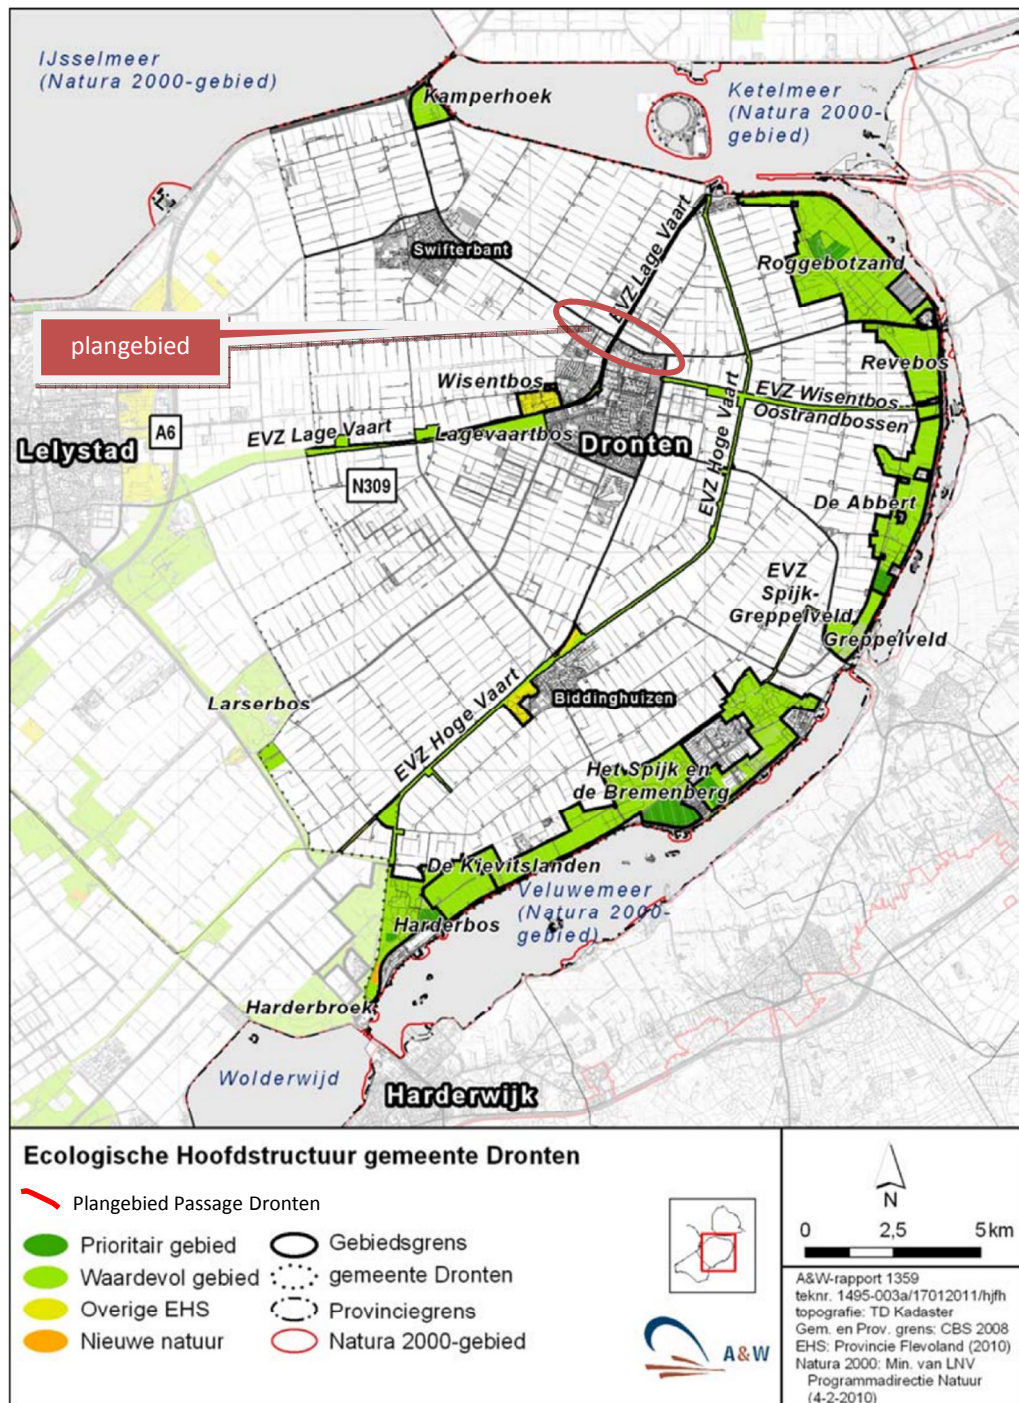 IJsselmeer
(Natura 2000-gebied)
Kamperhoek
Ketelmeer
(Natura 2000-
gebied)
Swifterbant
EVZ Lage Vaart
Roggebotzand
plangebied
Revebos
Wisentbos
EVZ Wisentbos
Oostrandbossen
A6
EVZ Lage Vaart
Lagevaartbos
Dronten
EVZ Hoge Vaart
Lelystad
N309
De Abbert
EVZ
Spijk-
Greppelveld
Greppelveld
Larserbos
EVZ Hoge Vaart
Biddinghuizen
Het Spijk en
de Bremenberg
De Kievitslanden
Veluwemeer
(Natura 2000-
gebied)
Harderbos
Harderbroek
Wolderwijd
Harderwijk
Ecologische Hoofdstructuur gemeente Dronten
Plangebied Passage Dronten
Prioritair gebied
Waardevol gebied
Overige EHS
Nieuwe natuur
Gebiedsgrens
gemeente Dronten
Provinciegrens
Natura 2000-gebied
A&W
N
0 2,5 5 km
A&W-rapport 1359
teknr. 1495-003a/17012011/hjfh
topografie: TD Kadaster
Gem. en Prov. grens: CBS 2008
EHS: Provincie Flevoland (2010)
Natura 2000: Min. van LNV
Programmadirectie Natuur
(4-2-2010)